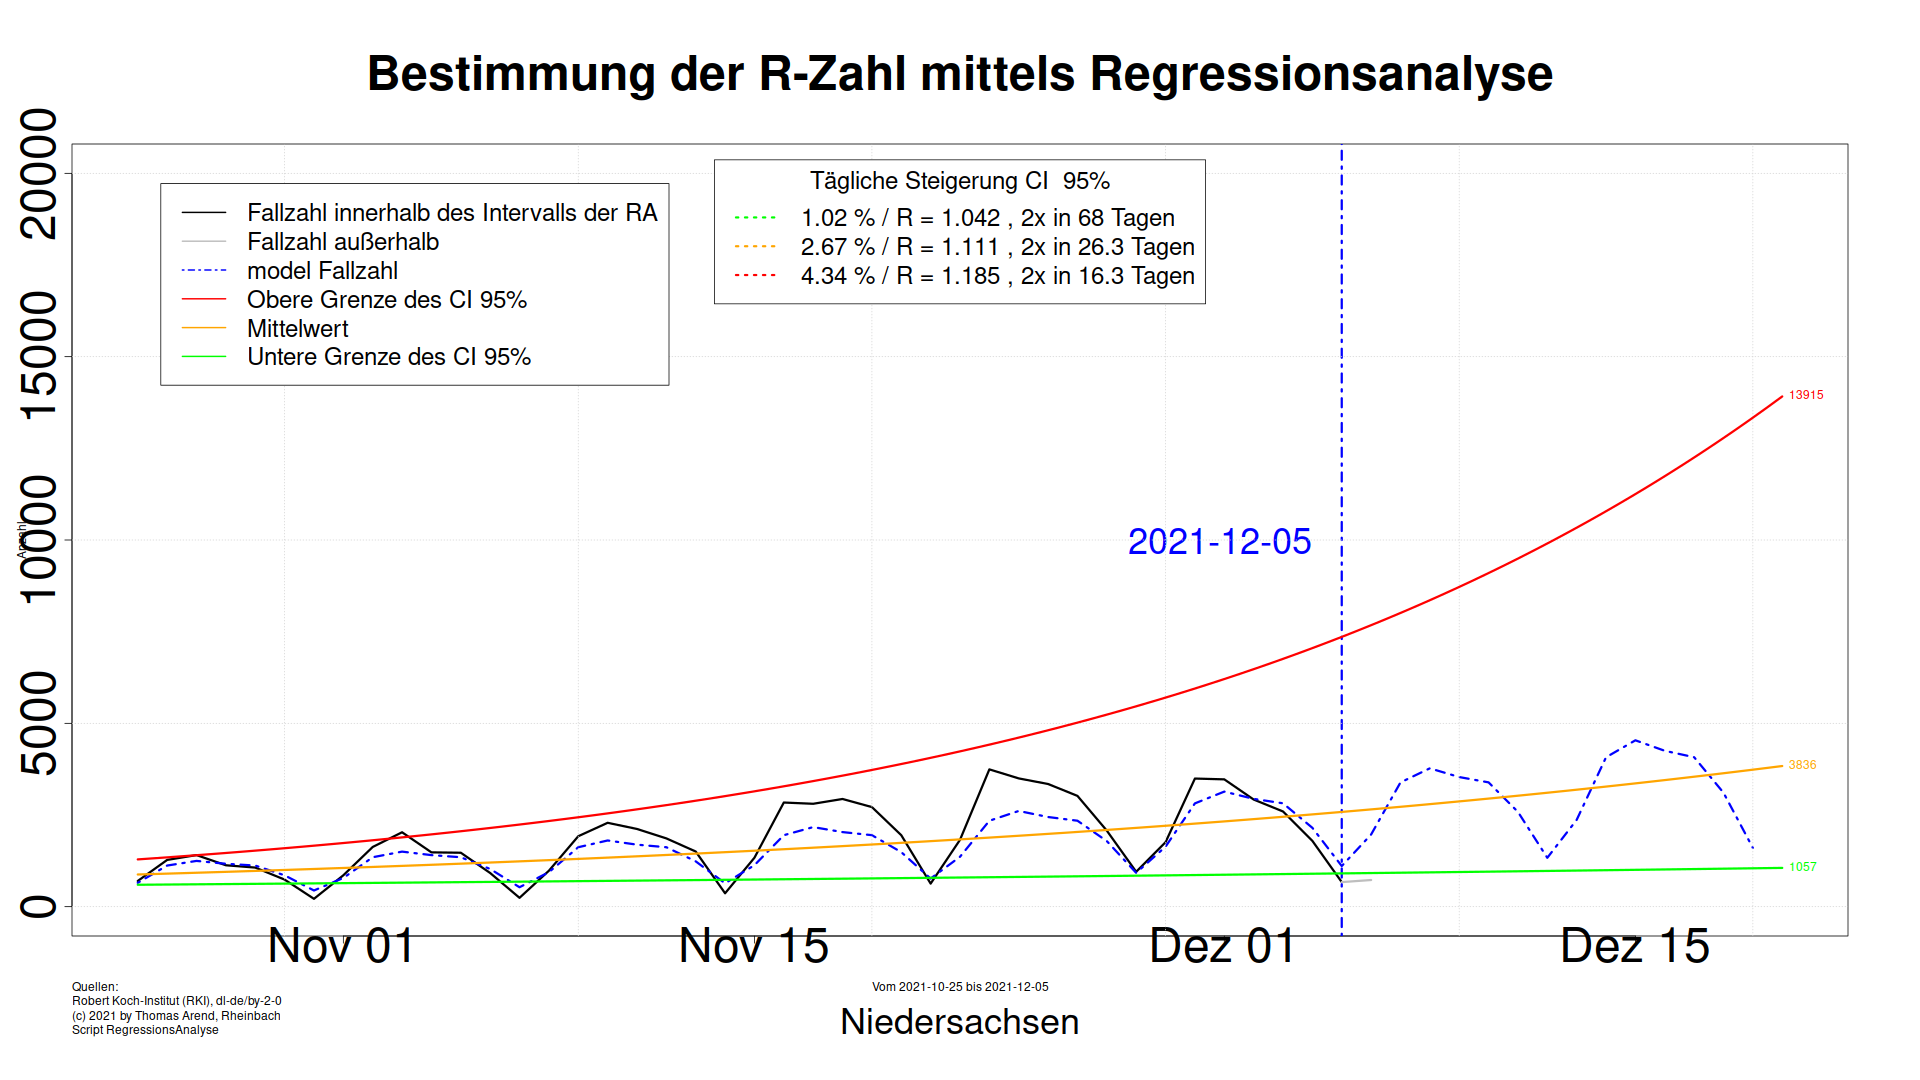 Bestimmung der R-Zahl mittels Regressionsanalyse
20000
15000
10000
5000
0
Anzahl
Fallzahl innerhalb des Intervalls der RA
Fallzahl außerhalb
model Fallzahl
Obere Grenze des CI 95%
Mittelwert
Untere Grenze des CI 95%
Tägliche Steigerung CI 95%
1.02 % / R = 1.042 , 2x in 68 Tagen
2.67 % / R = 1.111 , 2x in 26.3 Tagen
4.34 % / R = 1.185 , 2x in 16.3 Tagen
2021-12-05
13915
3836
1057
Nov 01
Nov 15
Dez 01
Dez 15
Quellen:
Robert Koch-Institut (RKI), dl-de/by-2-0
(c) 2021 by Thomas Arend, Rheinbach
Script RegressionsAnalyse
Vom 2021-10-25 bis 2021-12-05
Niedersachsen